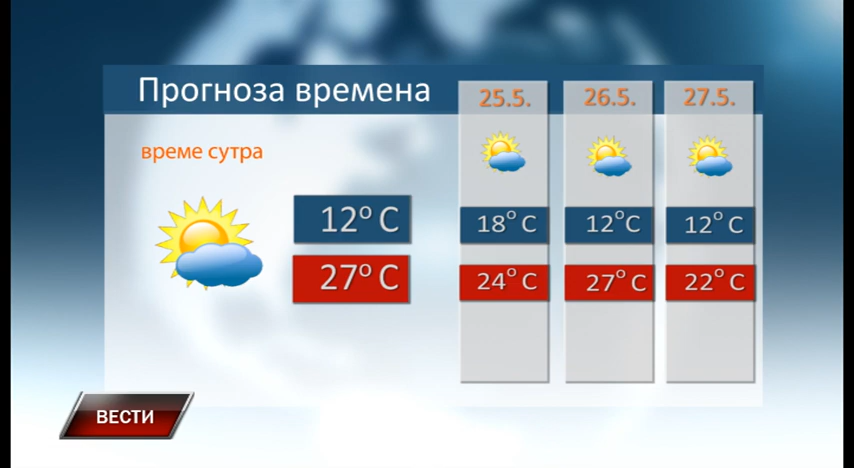 Прогноза времена
време сутра
12° C
27° C
25.5.
18° C
24° C
26.5.
12°C
27° C
27.5.
12° C
22° C
ВЕСТИ